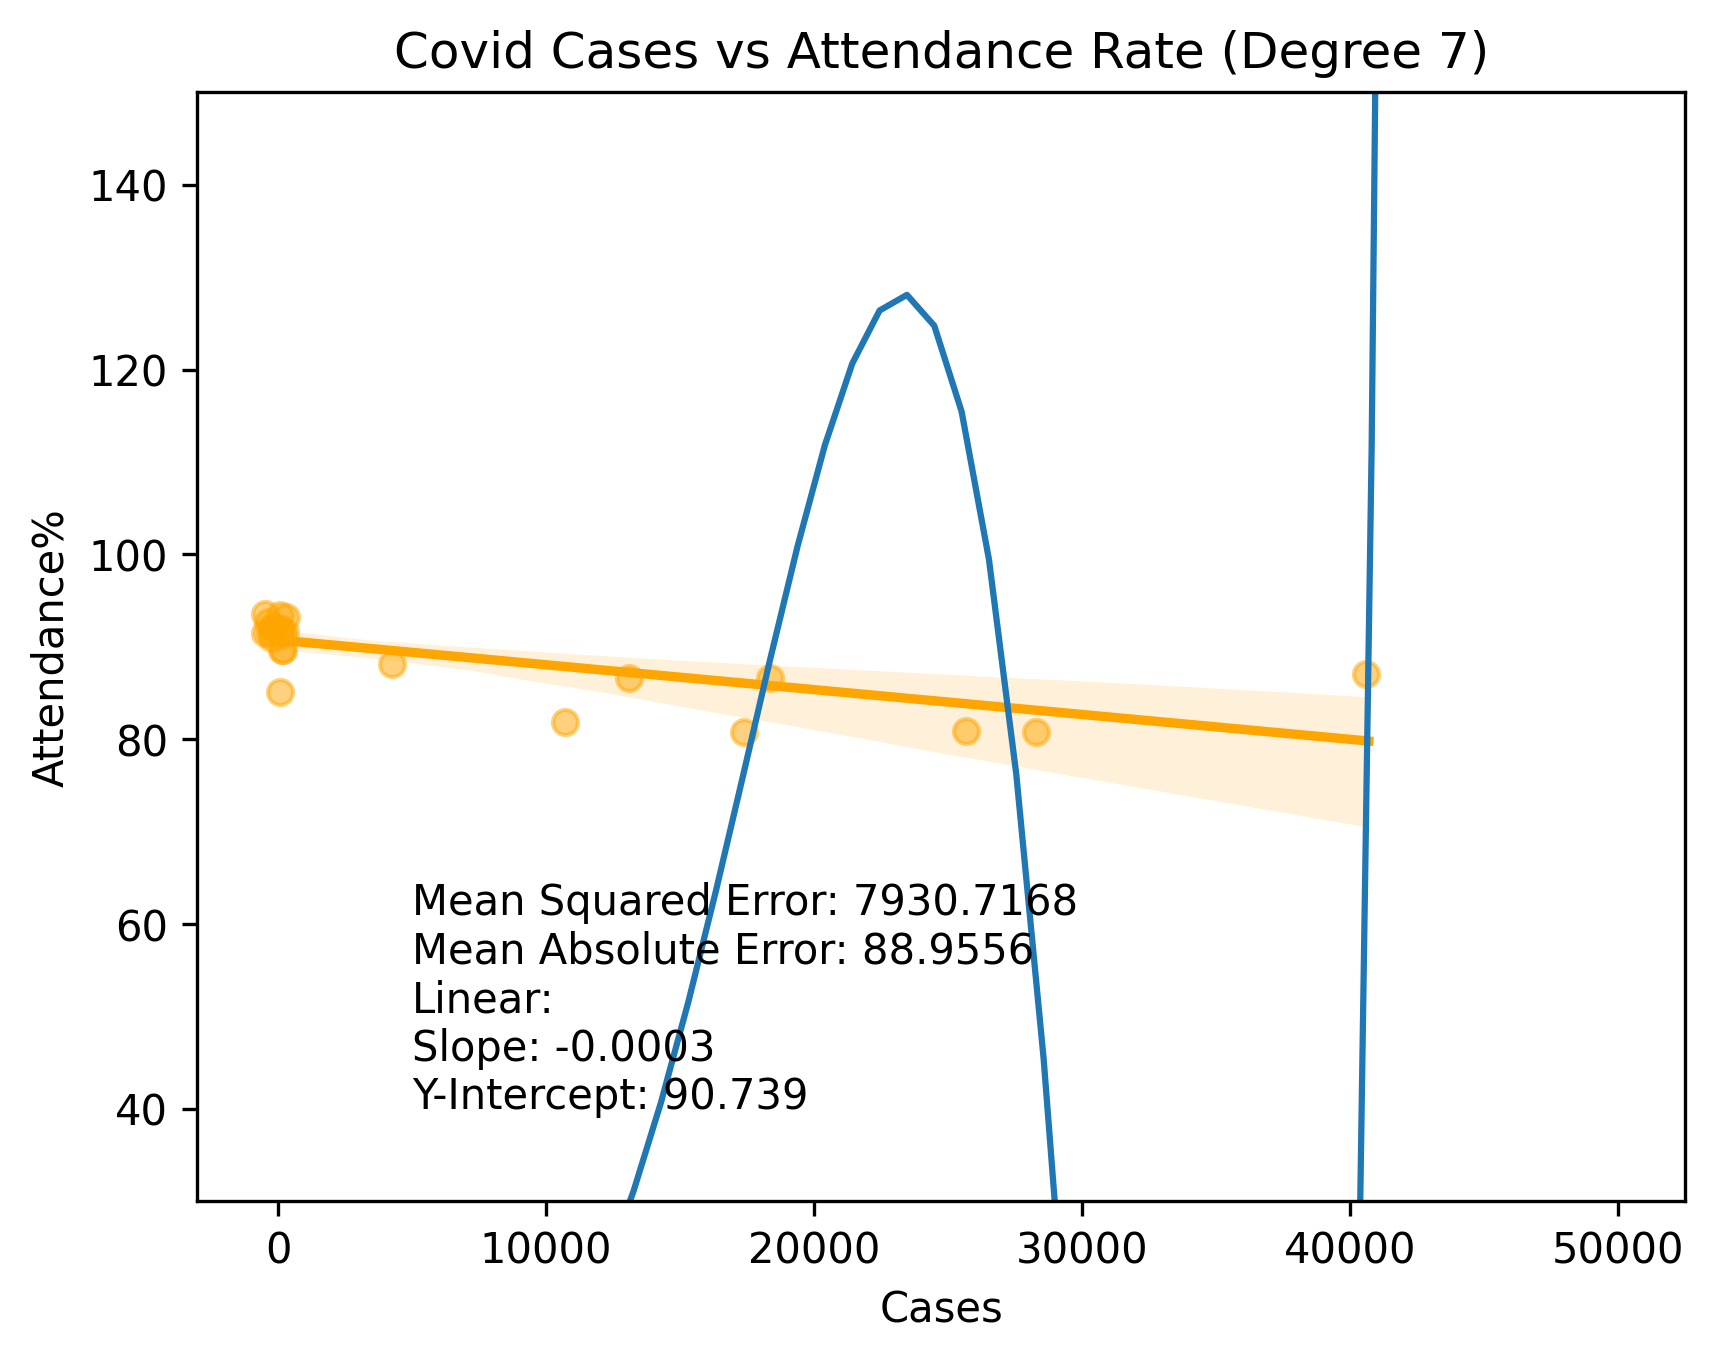 Covid Cases vs Attendance Rate (Degree 7)
140
120
100
80
60
40
Attendance%
Mean Squared Error: 7930.7168
Mean Absolute Error: 88.9556
Linear:
Slope: -0.0003
Y-Intercept: 90.739
0 10000 20000 30000 40000 50000
Cases